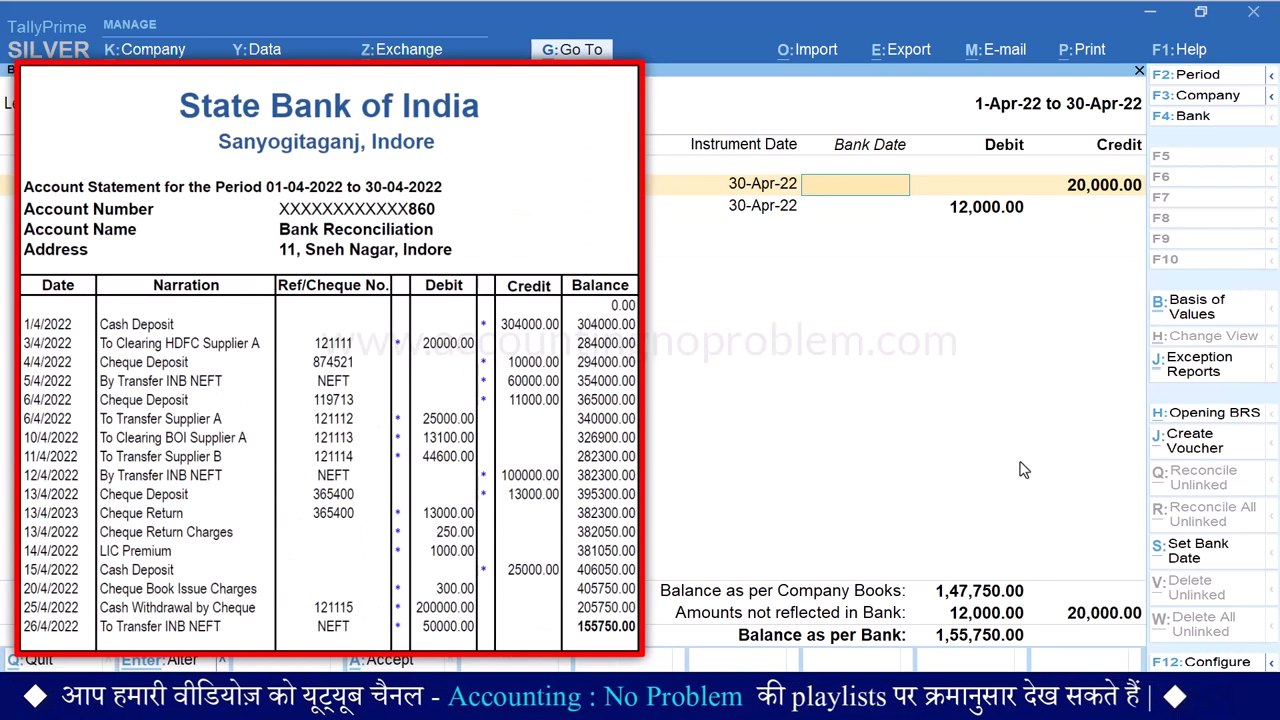 TallyPrime MANAGE
SILVER K:Company Y:Data Z:Exchange G:Go To O:Import E:Export M:E-mail P:Print F1:Help
State Bank of India
Sanyogitaganj, Indore
Account Statement for the Period 01-04-2022 to 30-04-2022
Account Number XXXXXXXXXXXX860
Account Name Bank Reconciliation
Address 11, Sneh Nagar, Indore
Date Narration Ref/Cheque No. Debit Credit Balance
0.00
1/4/2022 Cash Deposit * 304000.00 304000.00
3/4/2022 To Clearing HDFC Supplier A 121111 * 20000.00 284000.00
4/4/2022 Cheque Deposit 874521 * 10000.00 294000.00
5/4/2022 By Transfer INB NEFT NEFT * 60000.00 354000.00
6/4/2022 Cheque Deposit 119713 * 11000.00 365000.00
6/4/2022 To Transfer Supplier A 121112 * 25000.00 340000.00
10/4/2022 To Clearing BOI Supplier A 121113 * 13100.00 326900.00
11/4/2022 To Transfer Supplier B 121114 * 44600.00 282300.00
12/4/2022 By Transfer INB NEFT NEFT * 100000.00 382300.00
13/4/2022 Cheque Deposit 365400 * 13000.00 395300.00
13/4/2023 Cheque Return 365400 * 13000.00 382300.00
13/4/2022 Cheque Return Charges * 250.00 382050.00
14/4/2022 LIC Premium * 1000.00 381050.00
15/4/2022 Cash Deposit * 25000.00 406050.00
20/4/2022 Cheque Book Issue Charges * 300.00 405750.00
25/4/2022 Cash Withdrawal by Cheque 121115 * 200000.00 205750.00
26/4/2022 To Transfer INB NEFT NEFT * 50000.00 155750.00
1-Apr-22 to 30-Apr-22
Instrument Date Bank Date Debit Credit
30-Apr-22 20,000.00
30-Apr-22 12,000.00
www.accountingnoproblem.com
Balance as per Company Books: 1,47,750.00
Amounts not reflected in Bank: 12,000.00 20,000.00
Balance as per Bank: 1,55,750.00
F2: Period
F3: Company
F4: Bank
F5
F6
F7
F8
F9
F10
B: Basis of
Values
H: Change View
J: Exception
Reports
H: Opening BRS
J: Create
Voucher
Q: Reconcile
Unlinked
R: Reconcile All
Unlinked
S: Set Bank
Date
V: Delete
Unlinked
W: Delete All
Unlinked
F12: Configure
Q: Quit Enter: Alter A: Accept
◆ आप हमारी वीडियोज़ को यूट्यूब चैनल - Accounting : No Problem की playlists पर क्रमानुसार देख सकते हैं | ◆